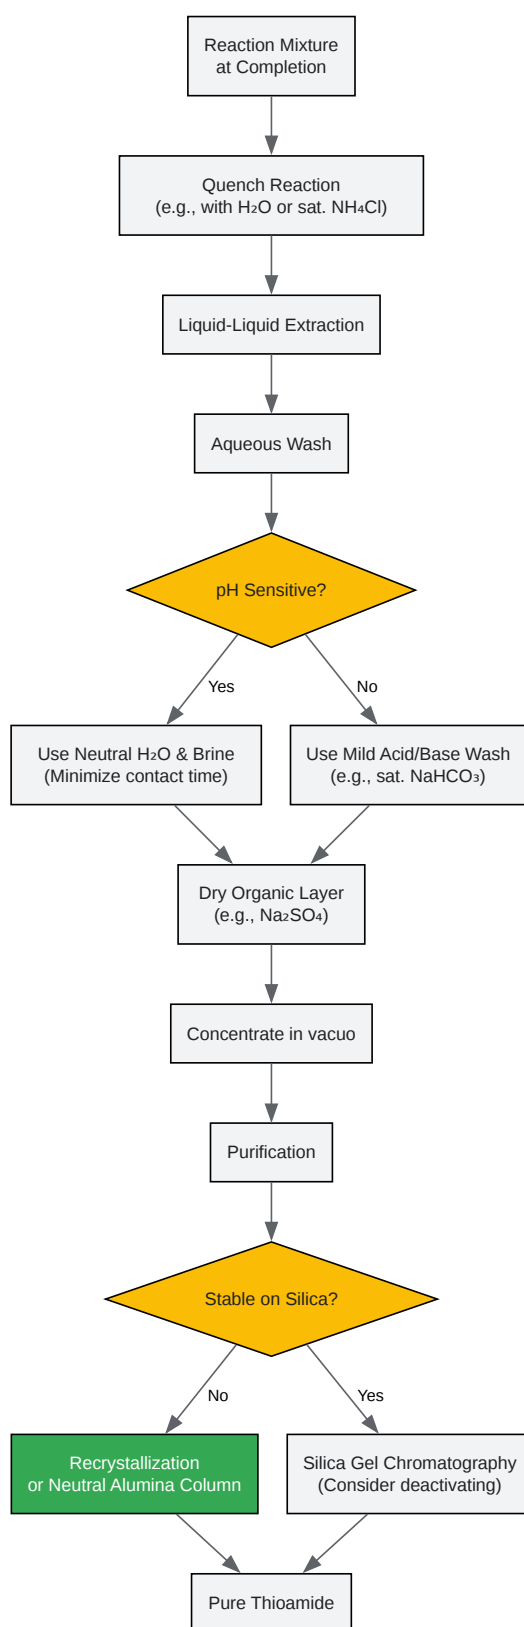 Reaction Mixture
at Completion
Quench Reaction
(e.g., with H₂O or sat. NH₄Cl)
Liquid-Liquid Extraction
Aqueous Wash
pH Sensitive?
Yes
No
Use Neutral H₂O & Brine
(Minimize contact time)
Use Mild Acid/Base Wash
(e.g., sat. NaHCO₃)
Dry Organic Layer
(e.g., Na₂SO₄)
Concentrate in vacuo
Purification
Stable on Silica?
No
Yes
Recrystallization
or Neutral Alumina Column
Silica Gel Chromatography
(Consider deactivating)
Pure Thioamide